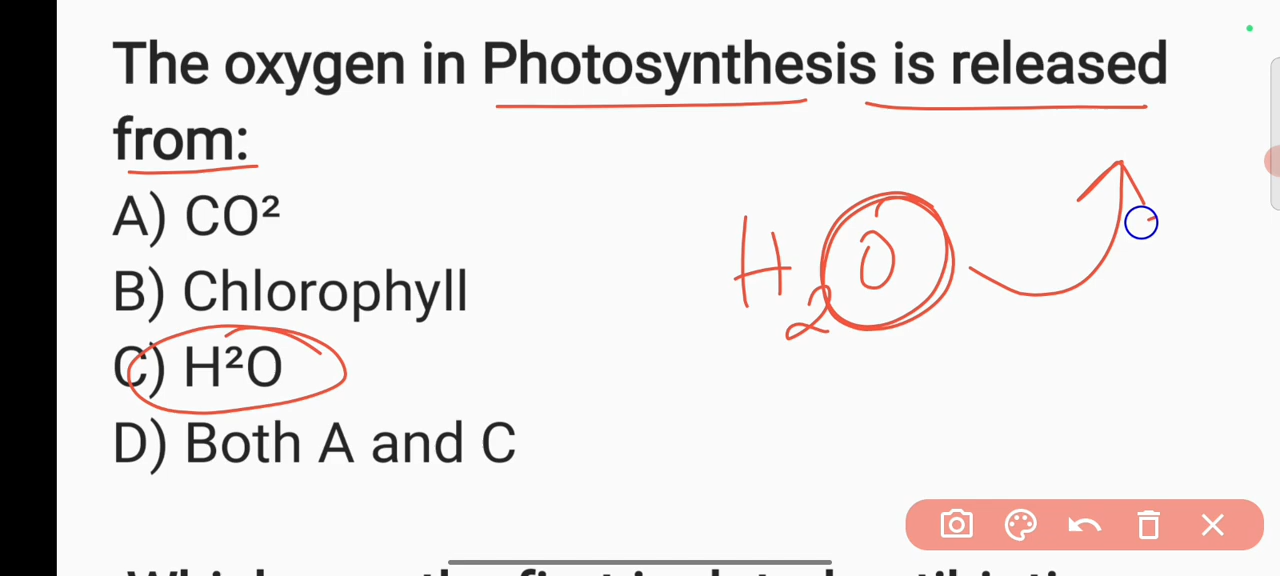 The oxygen in Photosynthesis is released
from:
A) CO²
B) Chlorophyll
C) H²O
D) Both A and C
H₂O